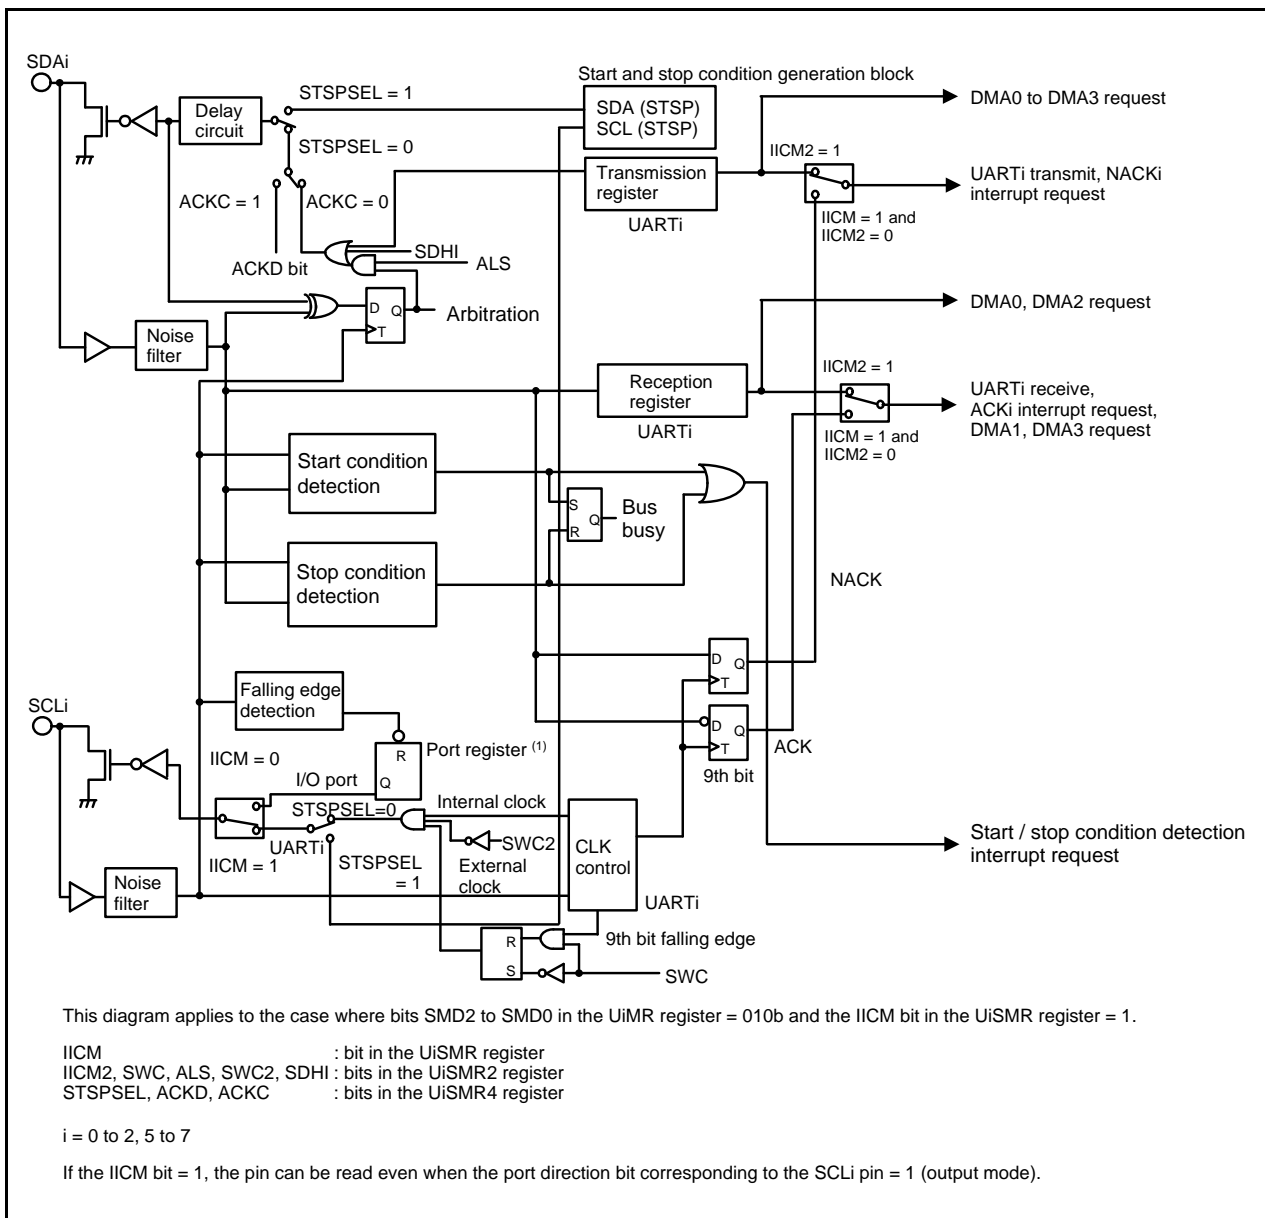 SDAi
Start and stop condition generation block
STSPSEL = 1
SDA (STSP)
SCL (STSP)
DMA0 to DMA3 request
Delay
circuit
STSPSEL = 0
IICM2 = 1
Transmission
register
UARTi transmit, NACKi
interrupt request
ACKC = 1
ACKC = 0
UARTi
IICM = 1 and
IICM2 = 0
SDHI
ALS
ACKD bit
D
Q
T
Arbitration
DMA0, DMA2 request
Noise
filter
IICM2 = 1
Reception
register
UARTi receive,
ACKi interrupt request,
DMA1, DMA3 request
UARTi
IICM = 1 and
IICM2 = 0
Start condition
detection
S
Q
R
Bus
busy
Stop condition
detection
NACK
D
Q
T
Falling edge
detection
SCLi
D
Q
T
ACK
9th bit
R
Q
Port register (1)
IICM = 0
I/O port
STSPSEL=0
Internal clock
UARTi
SWC2
CLK
control
Start / stop condition detection
interrupt request
IICM = 1
STSPSEL
= 1
External
clock
Noise
filter
UARTi
R
S
9th bit falling edge
SWC
This diagram applies to the case where bits SMD2 to SMD0 in the UiMR register = 010b and the IICM bit in the UiSMR register = 1.
IICM : bit in the UiSMR register
IICM2, SWC, ALS, SWC2, SDHI : bits in the UiSMR2 register
STSPSEL, ACKD, ACKC : bits in the UiSMR4 register
i = 0 to 2, 5 to 7
If the IICM bit = 1, the pin can be read even when the port direction bit corresponding to the SCLi pin = 1 (output mode).